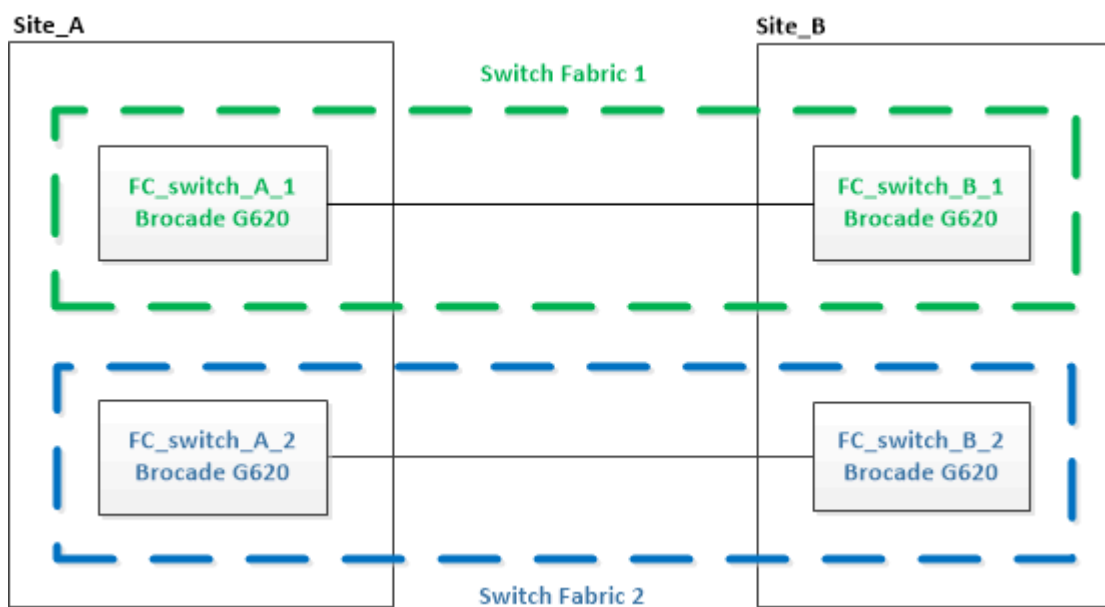 Site_A
Site_B
Switch Fabric 1
FC_switch_A_1
Brocade G620
FC_switch_B_1
Brocade G620
FC_switch_A_2
Brocade G620
FC_switch_B_2
Brocade G620
Switch Fabric 2